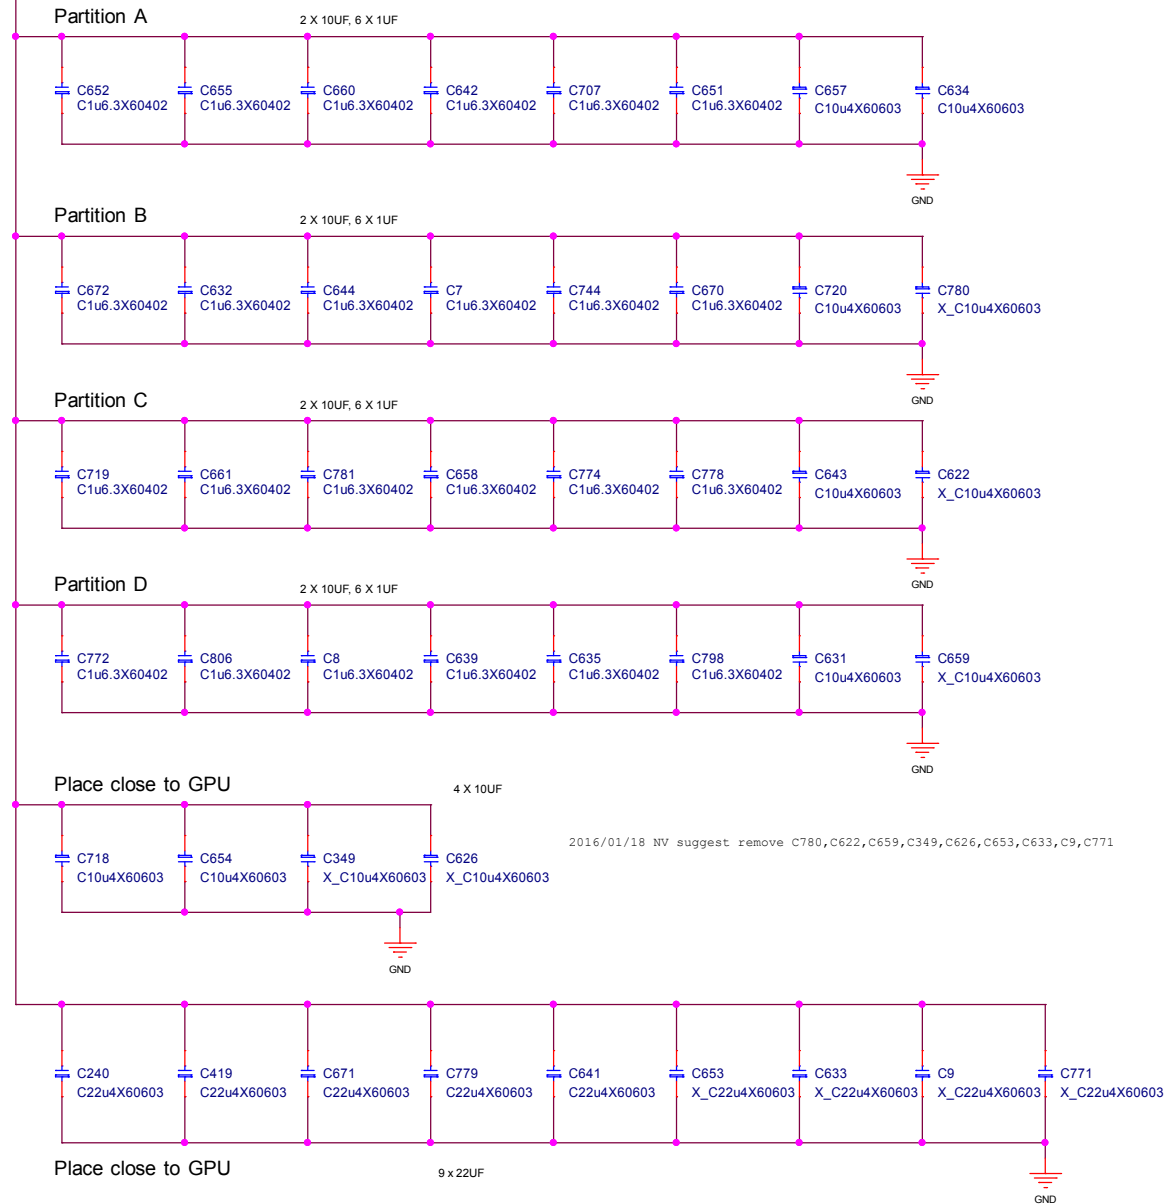 Partition A
2 X 10UF, 6 X 1UF
C652 C655 C660 C642 C707 C651 C657 C634
C1u6.3X60402 C1u6.3X60402 C1u6.3X60402 C1u6.3X60402 C1u6.3X60402 C1u6.3X60402 C10u4X60603 C10u4X60603
GND
Partition B
2 X 10UF, 6 X 1UF
C672 C632 C644 C7 C744 C670 C720 C780
C1u6.3X60402 C1u6.3X60402 C1u6.3X60402 C1u6.3X60402 C1u6.3X60402 C1u6.3X60402 C10u4X60603 X_C10u4X60603
GND
Partition C
2 X 10UF, 6 X 1UF
C719 C661 C781 C658 C774 C778 C643 C622
C1u6.3X60402 C1u6.3X60402 C1u6.3X60402 C1u6.3X60402 C1u6.3X60402 C1u6.3X60402 C10u4X60603 X_C10u4X60603
GND
Partition D
2 X 10UF, 6 X 1UF
C772 C806 C8 C639 C635 C798 C631 C659
C1u6.3X60402 C1u6.3X60402 C1u6.3X60402 C1u6.3X60402 C1u6.3X60402 C1u6.3X60402 C10u4X60603 X_C10u4X60603
GND
Place close to GPU
4 X 10UF
2016/01/18 NV suggest remove C780,C622,C659,C349,C626,C653,C633,C9,C771
C718 C654 C349 C626
C10u4X60603 C10u4X60603 X_C10u4X60603 X_C10u4X60603
GND
C240 C419 C671 C779 C641 C653 C633 C9 C771
C22u4X60603 C22u4X60603 C22u4X60603 C22u4X60603 C22u4X60603 X_C22u4X60603 X_C22u4X60603 X_C22u4X60603 X_C22u4X60603
Place close to GPU
9 x 22UF
GND